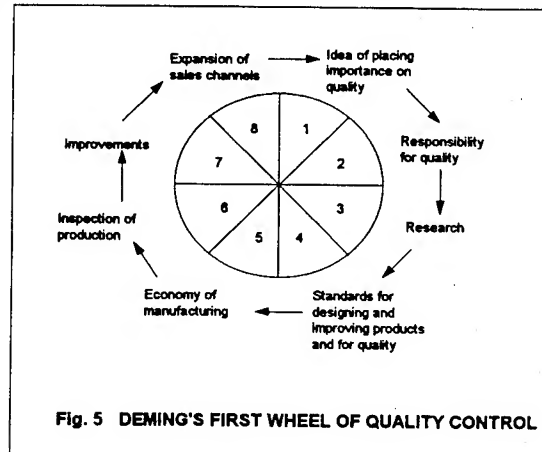 Expansion of
sales channels
Idea of placing
importance on
quality
Responsibility
for quality
Research
Standards for
designing and
improving products
and for quality
Economy of
manufacturing
Inspection of
production
Improvements
8 1
7 2
6 3
5 4
Fig. 5 DEMING'S FIRST WHEEL OF QUALITY CONTROL